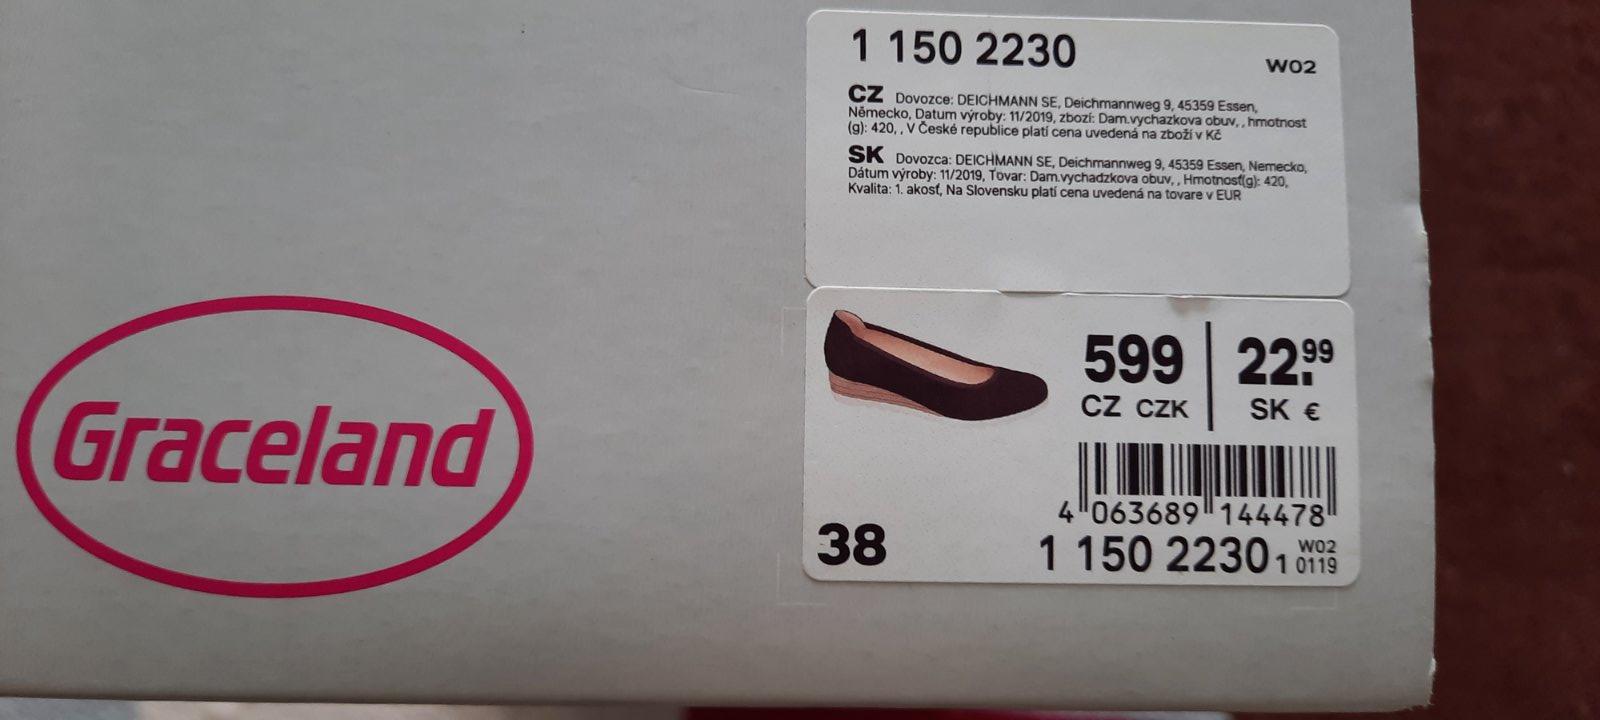 1 150 2230
W02
CZ Dovozce: DEICHMANN SE, Deichmannweg 9, 45359 Essen,
Německo, Datum výroby: 11/2019, zbozí: Dam.vychazkova obuv, , hmotnost
(g): 420, , V České republice platí cena uvedená na zboží v Kč
SK Dovozca: DEICHMANN SE, Deichmannweg 9, 45359 Essen, Nemecko,
Dátum výroby: 11/2019, Tovar: Dam.vychadzkova obuv, , Hmotnosť(g): 420,
Kvalita: 1. akosť, Na Slovensku platí cena uvedená na tovare v EUR
Graceland
599
CZ CZK
22.99
SK €
4 063689 144478
38
1 150 2230 1 W02
0119